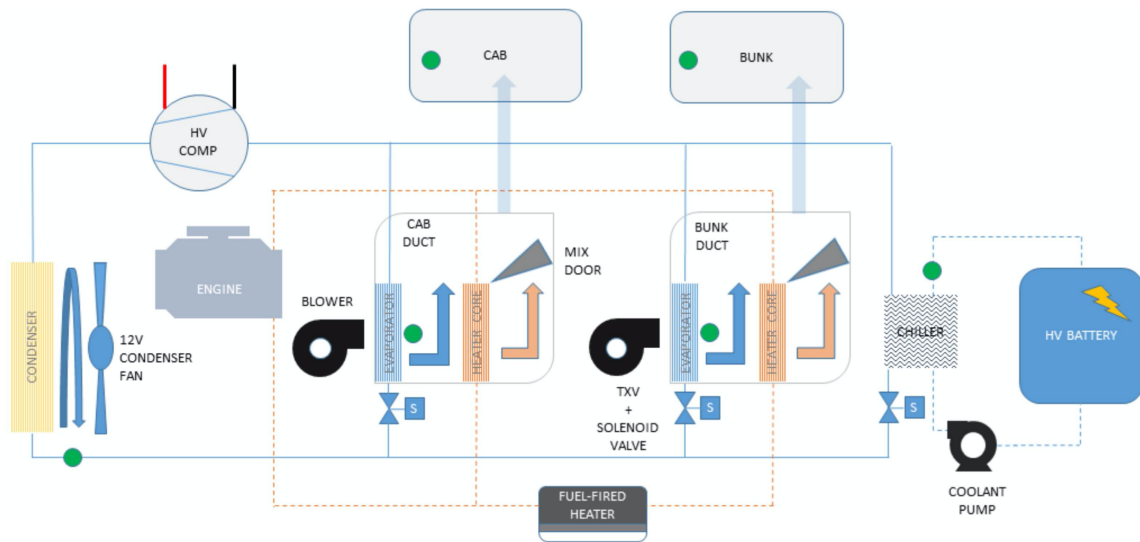 CAB
BUNK
HV
COMP
CAB
DUCT
BUNK
DUCT
MIX
DOOR
ENGINE
BLOWER
CONDENSER
12V
CONDENSER
FAN
EVAPORATOR
HEATER CORE
EVAPORATOR
HEATER CORE
CHILLER
HV BATTERY
S
S
S
TXV
+
SOLENOID
VALVE
COOLANT
PUMP
FUEL-FIRED
HEATER